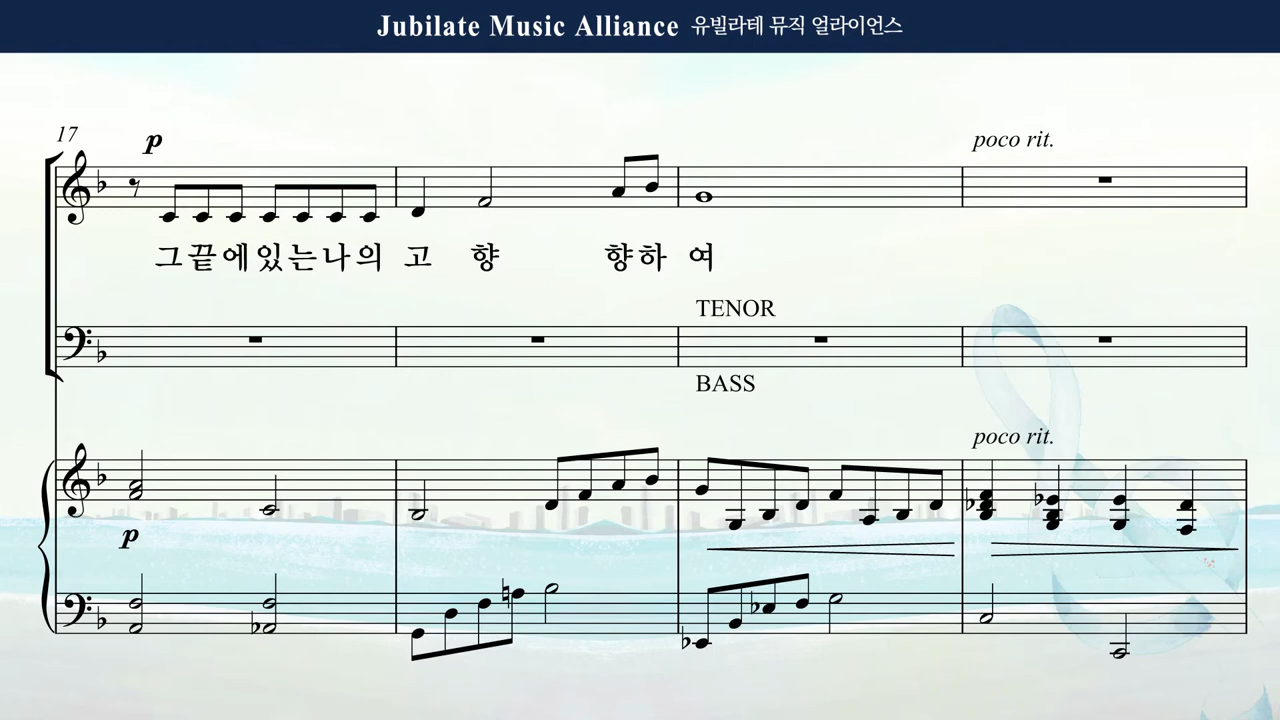 Jubilate Music Alliance 유빌라테 뮤직 얼라이언스
17
p
poco rit.
그끝에있는나의 고 향 향하 여
TENOR
BASS
poco rit.
p